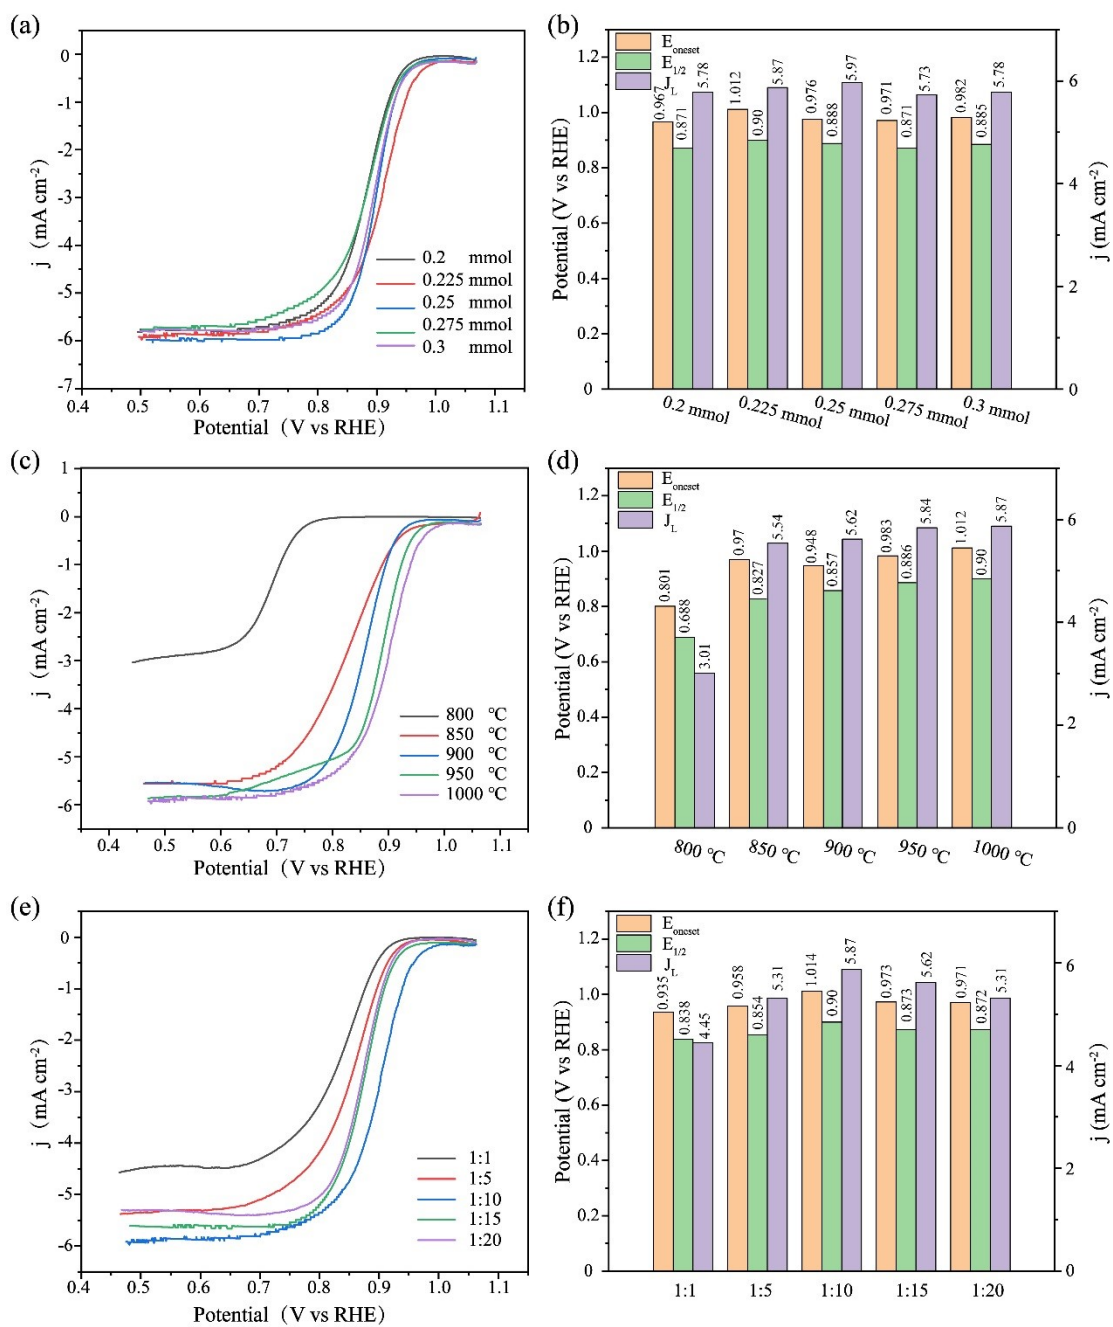 (a)
0
-1
-2
-3
-4
-5
-6
-7
j (mA cm-2)
0.2 mmol
0.225 mmol
0.25 mmol
0.275 mmol
0.3 mmol
0.4 0.5 0.6 0.7 0.8 0.9 1.0 1.1
Potential (V vs RHE)
(b)
Eoneset
E1/2
JL
1.2
1.0
0.8
0.6
0.4
0.2
0
Potential (V vs RHE)
0.967 0.871 5.78 1.012 0.90 5.87 0.976 0.888 5.97 0.971 0.871 5.73 0.982 0.885 5.78
6
4
2
0
j (mA cm-2)
0.2 mmol 0.225 mmol 0.25 mmol 0.275 mmol 0.3 mmol
(c)
1
0
-1
-2
-3
-4
-5
-6
j (mA cm-2)
800 ℃
850 ℃
900 ℃
950 ℃
1000 ℃
0.4 0.5 0.6 0.7 0.8 0.9 1.0 1.1
Potential (V vs RHE)
(d)
Eoneset
E1/2
JL
1.2
1.0
0.8
0.6
0.4
0.2
0
Potential (V vs RHE)
0.801 0.688 3.01 0.97 0.827 5.54 0.948 0.857 5.62 0.983 0.886 5.84 1.012 0.90 5.87
6
4
2
0
j (mA cm-2)
800 ℃ 850 ℃ 900 ℃ 950 ℃ 1000 ℃
(e)
0
-1
-2
-3
-4
-5
-6
j (mA cm-2)
1:1
1:5
1:10
1:15
1:20
0.4 0.5 0.6 0.7 0.8 0.9 1.0 1.1
Potential (V vs RHE)
(f)
Eoneset
E1/2
JL
1.2
1.0
0.8
0.6
0.4
0.2
0
Potential (V vs RHE)
0.935 0.838 4.45 0.958 0.854 5.31 1.014 0.90 5.87 0.973 0.873 5.62 0.971 0.872 5.31
6
4
2
0
j (mA cm-2)
1:1 1:5 1:10 1:15 1:20